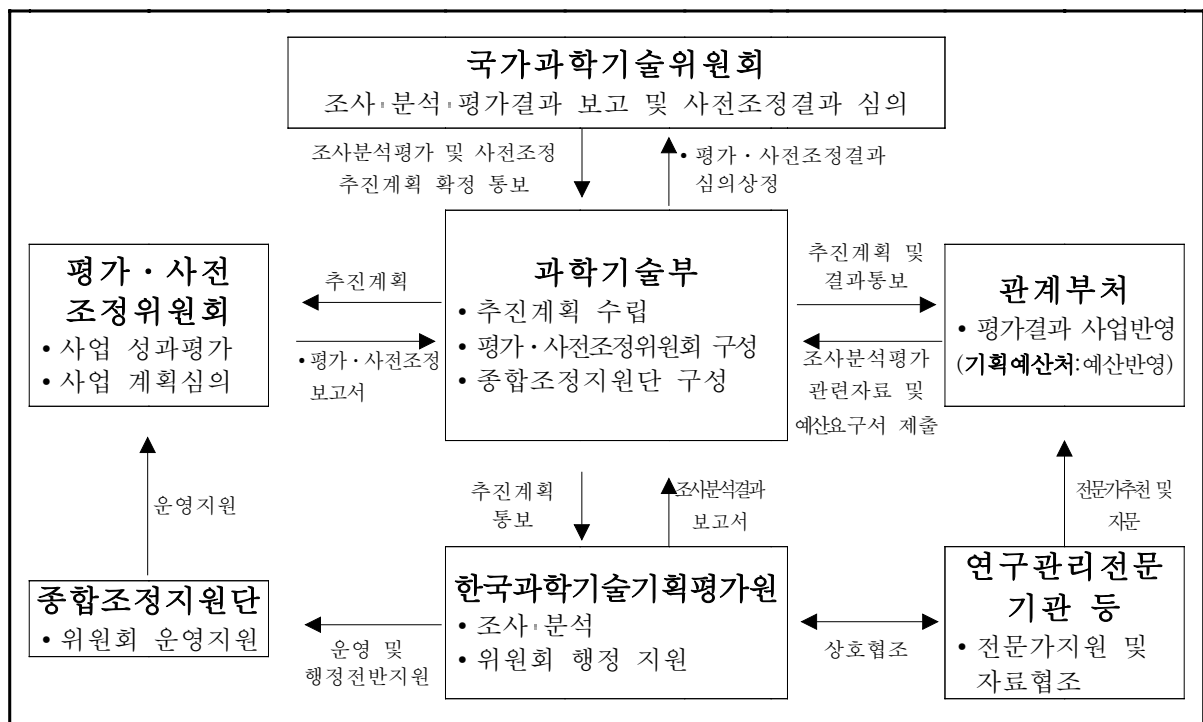 국가과학기술위원회
조사·분석·평가결과 보고 및 사전조정결과 심의
조사분석평가 및 사전조정
추진계획 확정 통보
• 평가·사전조정결과
심의상정
평가·사전
조정위원회
• 사업 성과평가
• 사업 계획심의
추진계획
• 평가·사전조정
보고서
과학기술부
• 추진계획 수립
• 평가·사전조정위원회 구성
• 종합조정지원단 구성
추진계획 및
결과통보
조사분석평가
관련자료 및
예산요구서 제출
관계부처
• 평가결과 사업반영
(기획예산처:예산반영)
운영지원
추진계획
통보
조사분석결과
보고서
전문가추천 및
자문
종합조정지원단
• 위원회 운영지원
운영 및
행정전반지원
한국과학기술기획평가원
• 조사·분석
• 위원회 행정 지원
상호협조
연구관리전문
기관 등
• 전문가지원 및
자료협조